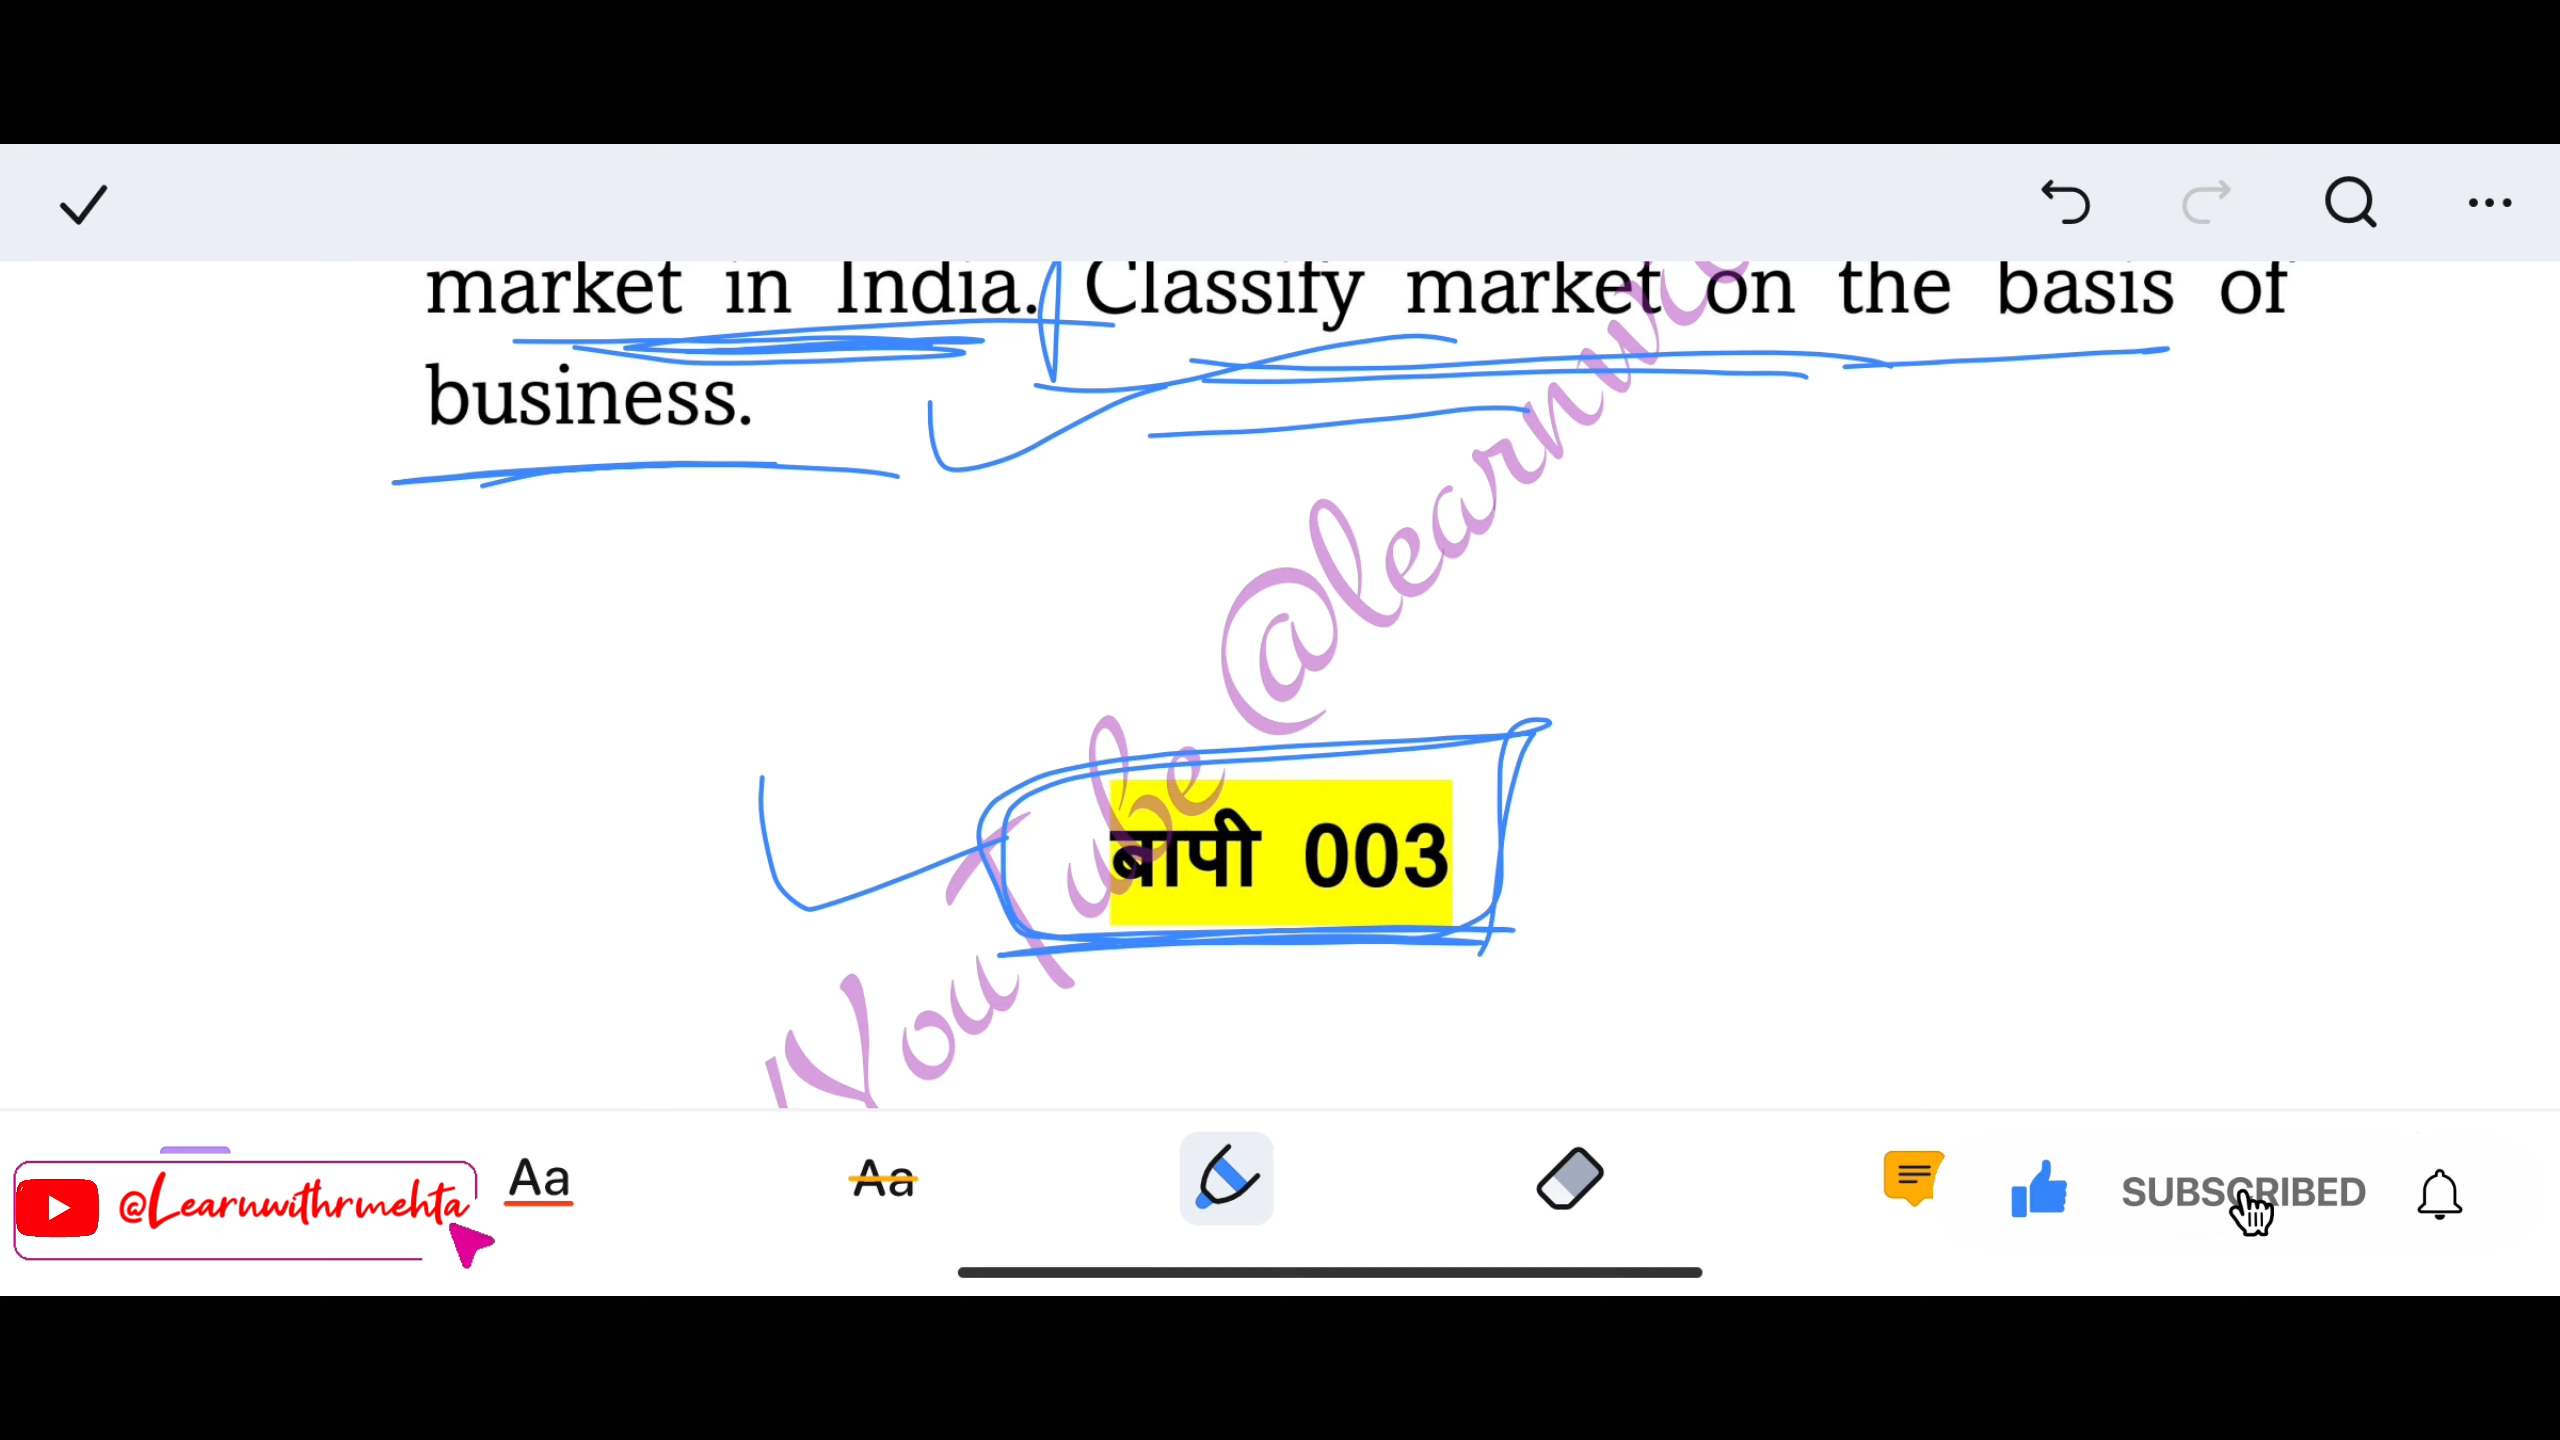 market in India. Classify market on the basis of
business.
YouTube @learnw
बापी 003
@Learnwithrmehta
Aa
Aa
SUBSCRIBED